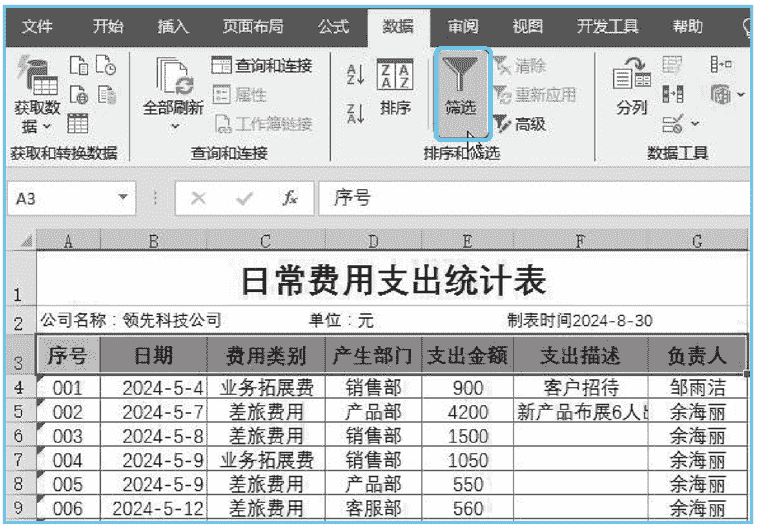 文件 开始 插入 页面布局 公式 数据 审阅 视图 开发工具 帮助
获取数据
全部刷新
查询和连接
属性
工作簿链接
排序
筛选
清除
重新应用
高级
分列
获取和转换数据 查询和连接 排序和筛选 数据工具
A3 fx 序号
A B C D E F G
1 日常费用支出统计表
2 公司名称：领先科技公司 单位：元 制表时间2024-8-30
3 序号 日期 费用类别 产生部门 支出金额 支出描述 负责人
4 001 2024-5-4 业务拓展费 销售部 900 客户招待 邹雨洁
5 002 2024-5-7 差旅费用 产品部 4200 新产品布展6人 余海丽
6 003 2024-5-8 差旅费用 销售部 1500 余海丽
7 004 2024-5-9 业务拓展费 销售部 1050 余海丽
8 005 2024-5-9 差旅费用 产品部 550 余海丽
9 006 2024-5-12 差旅费用 客服部 560 余海丽